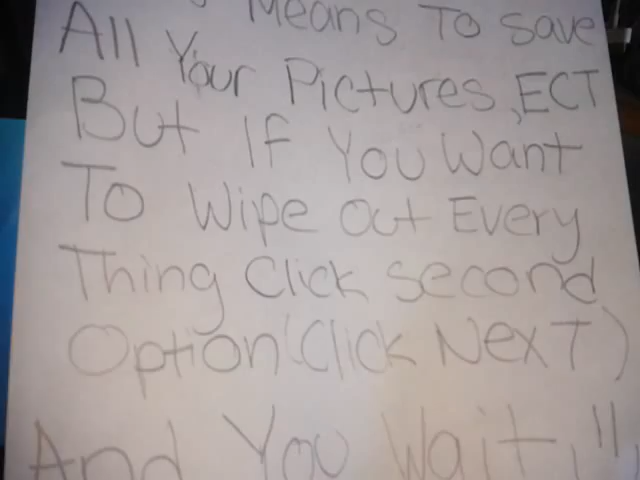 Means To save
All Your Pictures,ECT
But If You Want
To Wipe Out Every
Thing Click second
Option(Click NexT)
And You Wait,!!